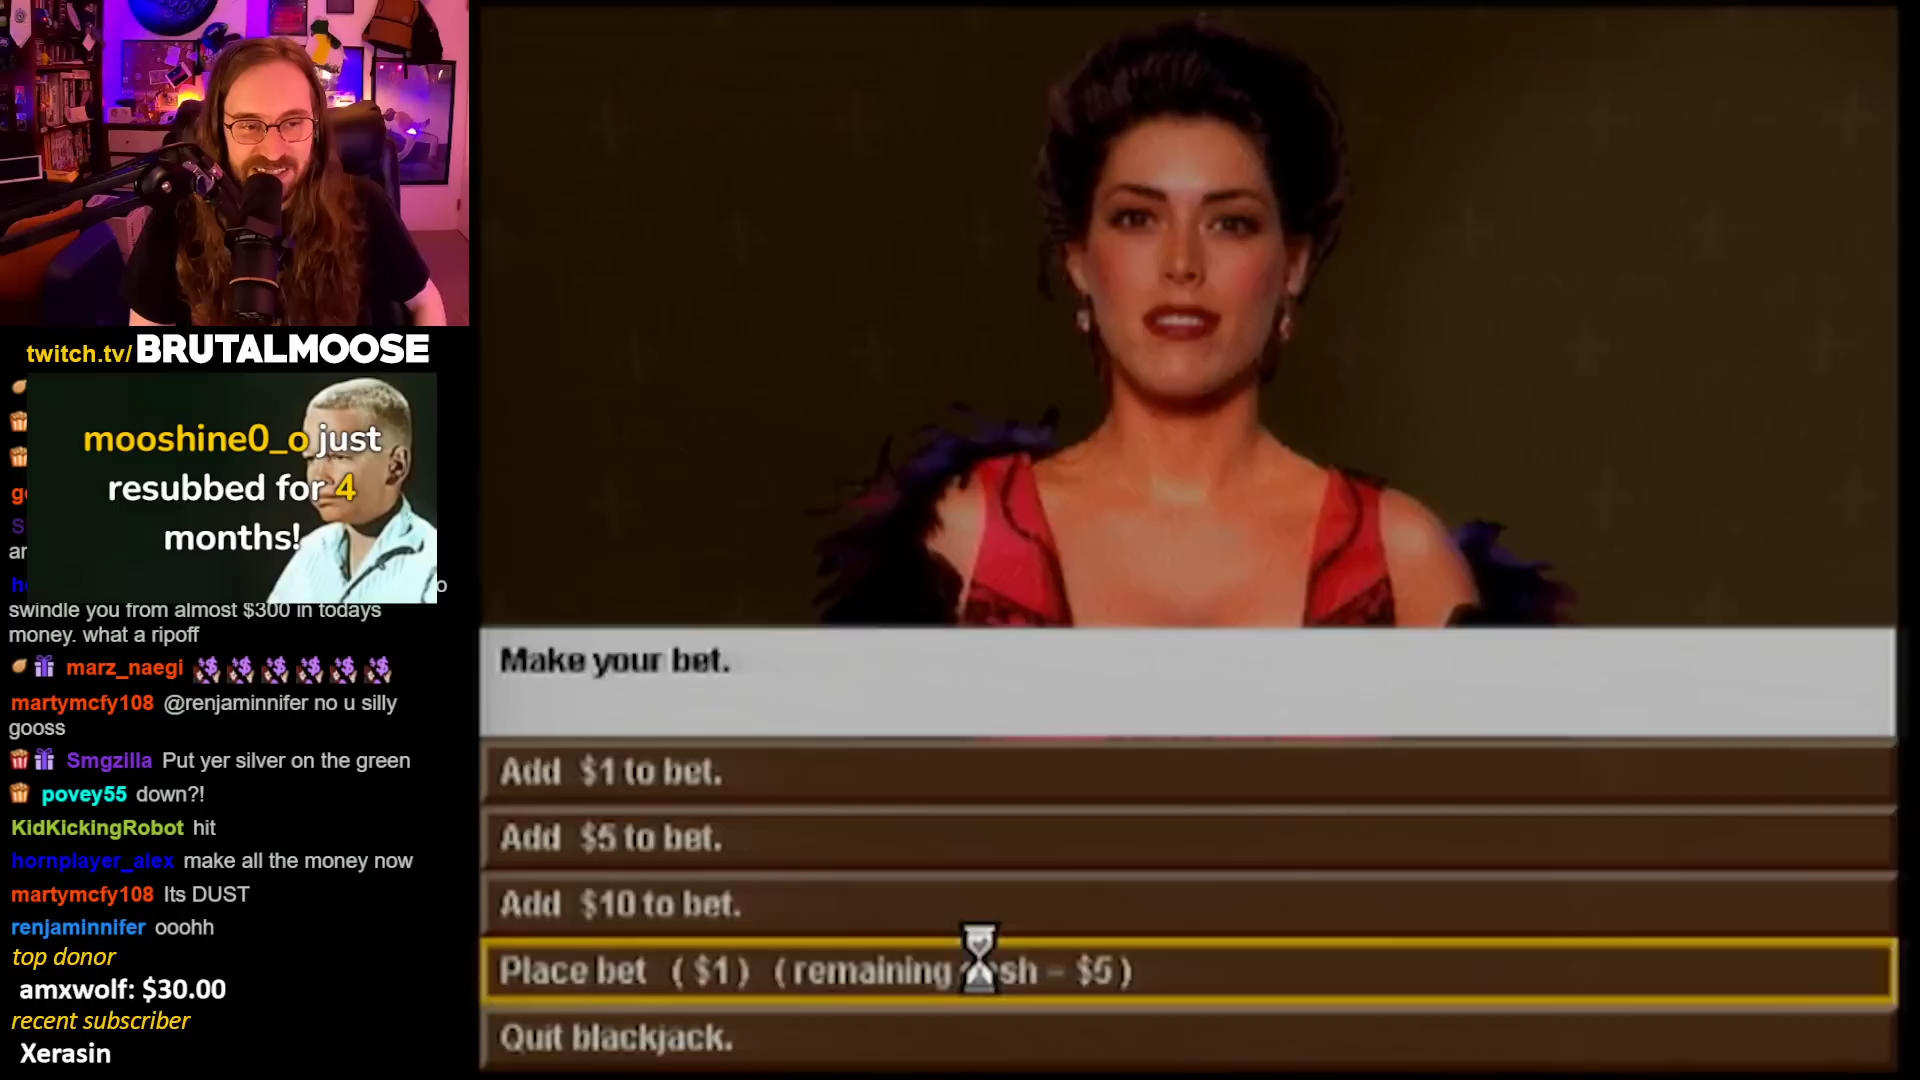 twitch.tv/BRUTALMOOSE
mooshine0_o just
resubbed for 4
months!
swindle you from almost $300 in todays
money. what a ripoff
marz_naegi
martymcfy108 @renjaminnifer no u silly
gooss
Smgzilla Put yer silver on the green
povey55 down?!
KidKickingRobot hit
hornplayer_alex make all the money now
martymcfy108 Its DUST
renjaminnifer ooohh
top donor
amxwolf: $30.00
recent subscriber
Xerasin
Make your bet.
Add $1 to bet.
Add $5 to bet.
Add $10 to bet.
Place bet ( $1 ) ( remaining cash - $5 )
Quit blackjack.